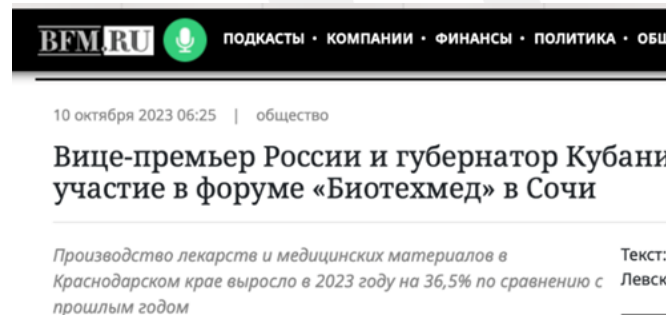 BFM.RU ПОДКАСТЫ • КОМПАНИИ • ФИНАНСЫ • ПОЛИТИКА •
10 октября 2023 06:25 | общество
Вице-премьер России и губернатор Кубани
участие в форуме «Биотехмед» в Сочи
Производство лекарств и медицинских материалов в
Краснодарском крае выросло в 2023 году на 36,5% по сравнению с
прошлым годом
Текст: